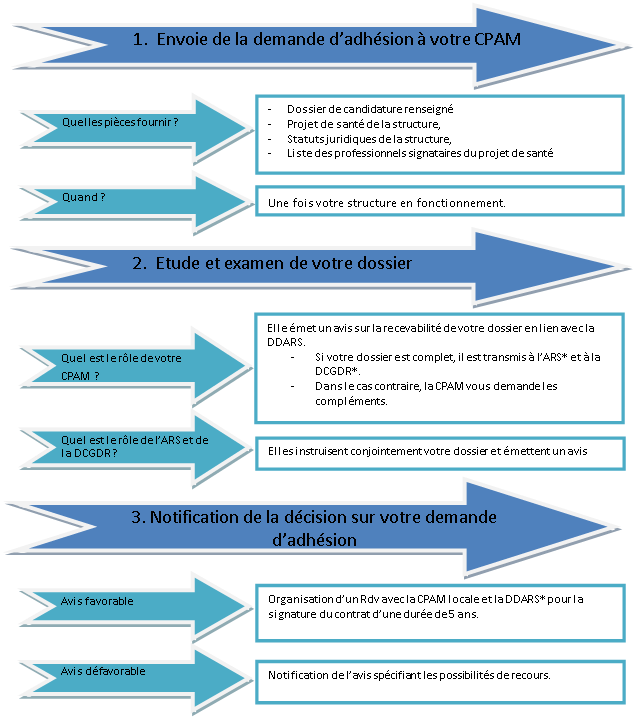 1. Envoie de la demande d'adhésion à votre CPAM
Quelles pièces fournir ?
- Dossier de candidature renseigné
- Projet de santé de la structure,
- Statuts juridiques de la structure,
- Liste des professionnels signataires du projet de santé
Quand ?
Une fois votre structure en fonctionnement.
2. Etude et examen de votre dossier
Quel est le rôle de votre
CPAM ?
Elle émet un avis sur la recevabilité de votre dossier en lien avec la
DDARS.
- Si votre dossier est complet, il est transmis à l'ARS* et à la
DCGDR*.
- Dans le cas contraire, la CPAM vous demande les
compléments.
Quel est le rôle de l'ARS et de
la DCGDR ?
Elles instruisent conjointement votre dossier et émettent un avis
3. Notification de la décision sur votre demande
d'adhésion
Avis favorable
Organisation d'un Rdv avec la CPAM locale et la DDARS* pour la
signature du contrat d'une durée de 5 ans.
Avis défavorable
Notification de l'avis spécifiant les possibilités de recours.